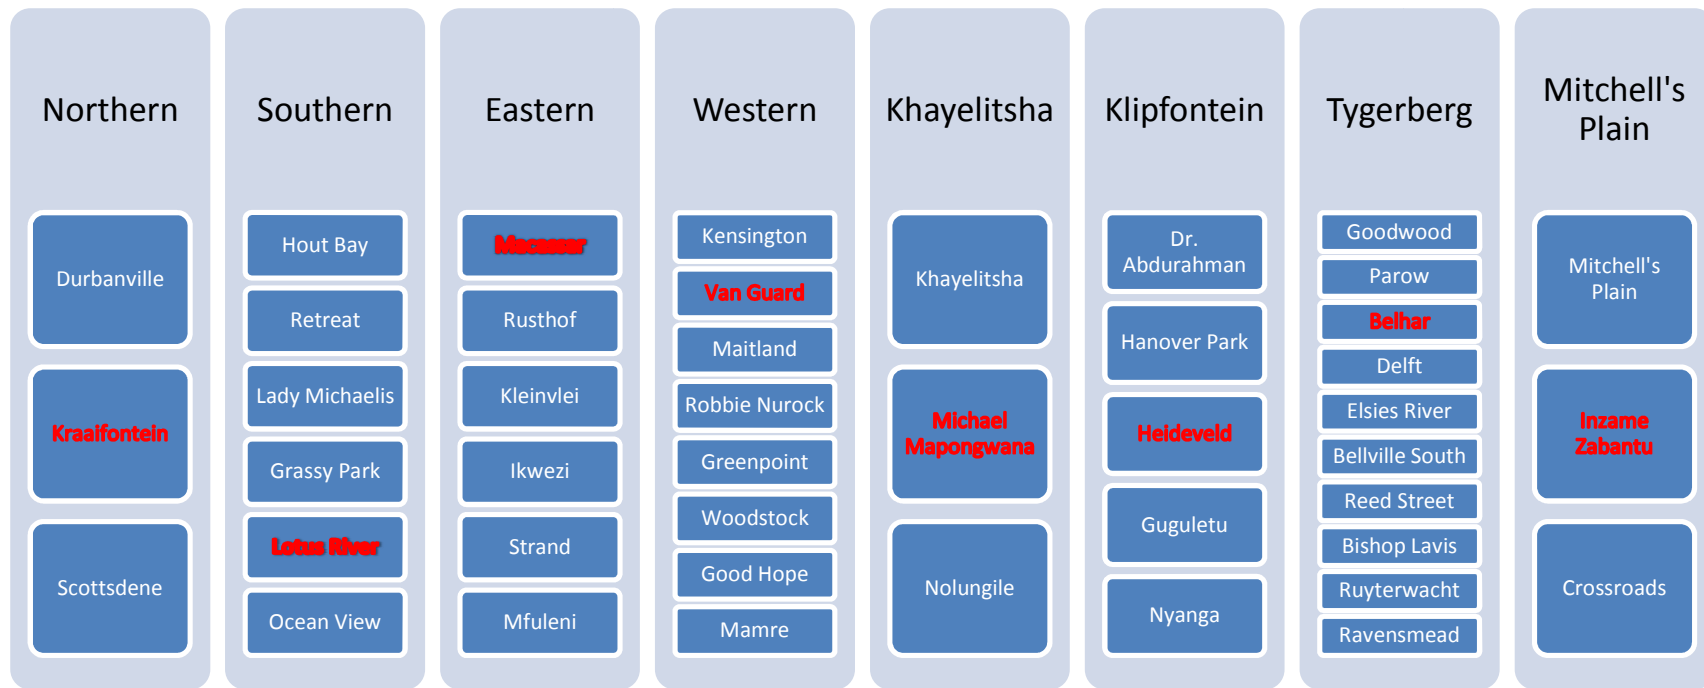 Northern
Durbanville
Kraaifontein
Scottsdene
Southern
Hout Bay
Retreat
Lady Michaelis
Grassy Park
Lotus River
Ocean View
Eastern
Macassar
Rusthof
Kleinvlei
Ikwezi
Strand
Mfuleni
Western
Kensington
Van Guard
Maitland
Robbie Nurock
Greenpoint
Woodstock
Good Hope
Mamre
Khayelitsha
Khayelitsha
Michael
Mapongwana
Nolungile
Klipfontein
Dr.
Abdurahman
Hanover Park
Heideveld
Guguletu
Nyanga
Tygerberg
Goodwood
Parow
Belhar
Delft
Elsies River
Bellville South
Reed Street
Bishop Lavis
Ruyterwacht
Ravensmead
Mitchell's
Plain
Mitchell's
Plain
Inzame
Zabantu
Crossroads